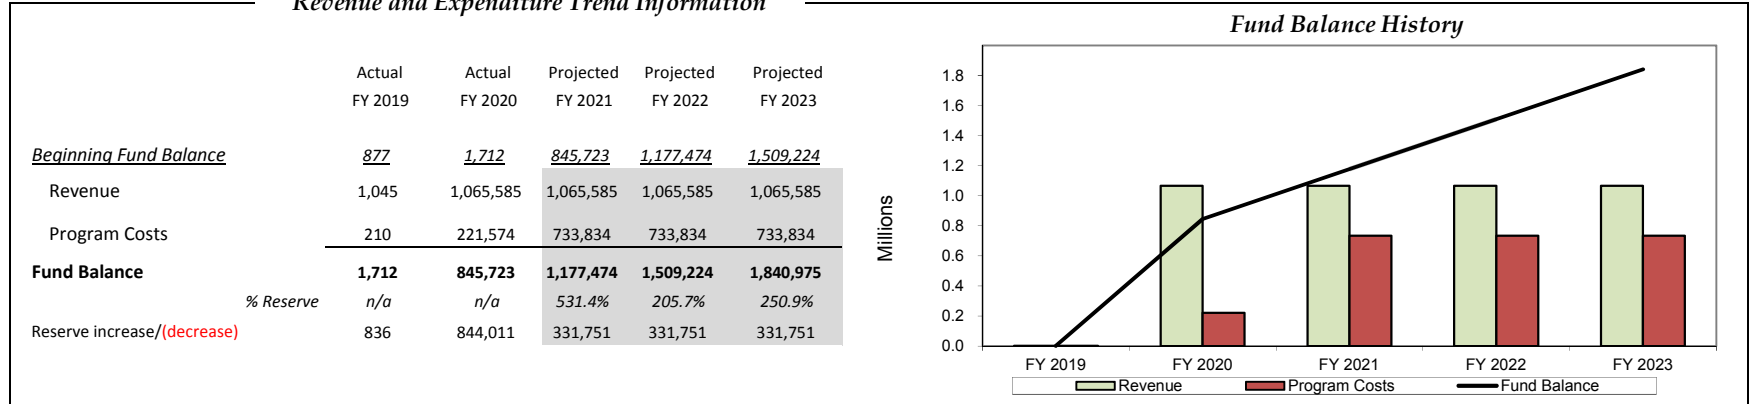 Revenue and Expenditure Trend Information
Actual Actual Projected Projected Projected
FY 2019 FY 2020 FY 2021 FY 2022 FY 2023
Beginning Fund Balance 877 1,712 845,723 1,177,474 1,509,224
Revenue 1,045 1,065,585 1,065,585 1,065,585 1,065,585
Program Costs 210 221,574 733,834 733,834 733,834
Fund Balance 1,712 845,723 1,177,474 1,509,224 1,840,975
% Reserve n/a n/a 531.4% 205.7% 250.9%
Reserve increase/(decrease) 836 844,011 331,751 331,751 331,751
Fund Balance History
Millions
1.8
1.6
1.4
1.2
1.0
0.8
0.6
0.4
0.2
0.0
FY 2019 FY 2020 FY 2021 FY 2022 FY 2023
Revenue Program Costs Fund Balance